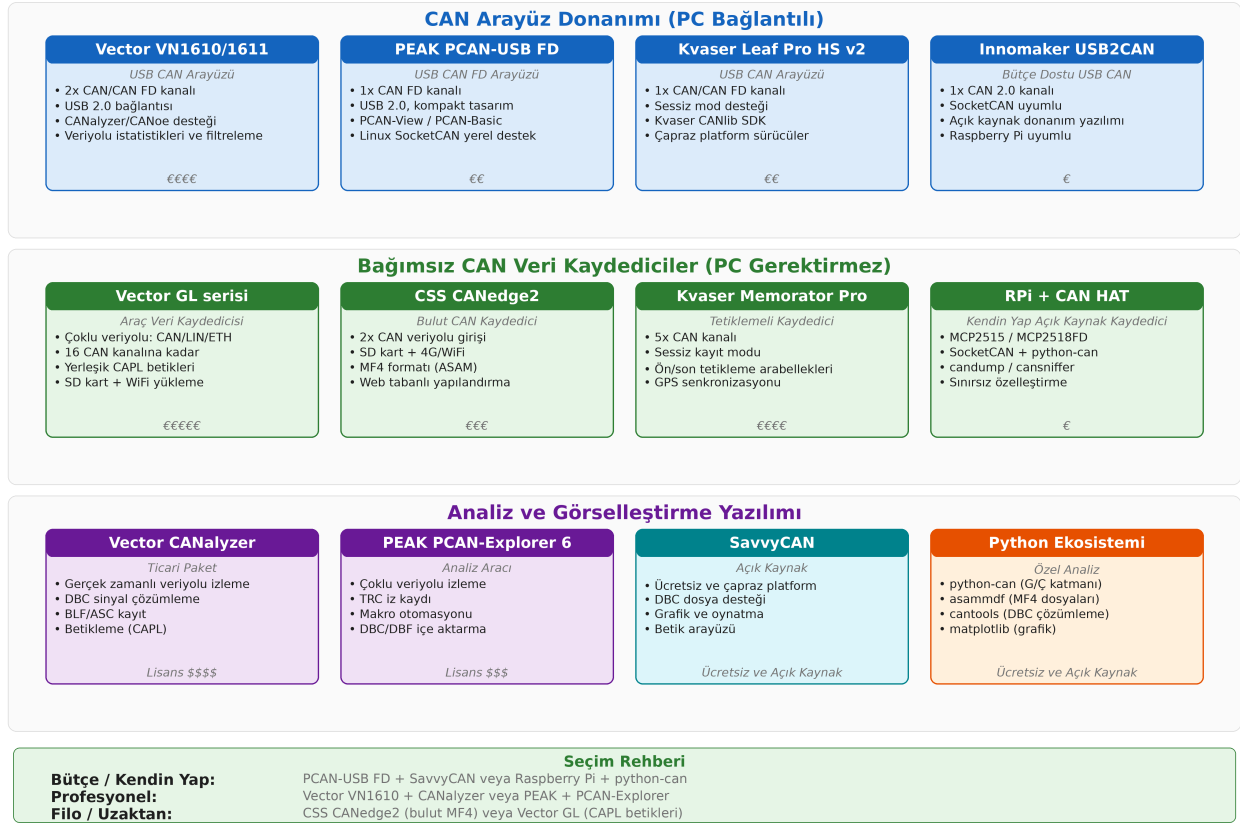 CAN Arayüz Donanımı (PC Bağlantılı)
Vector VN1610/1611
USB CAN Arayüzü
• 2x CAN/CAN FD kanalı
• USB 2.0 bağlantısı
• CANalyzer/CANoe desteği
• Veriyolu istatistikleri ve filtreleme
€€€€
PEAK PCAN-USB FD
USB CAN FD Arayüzü
• 1x CAN FD kanalı
• USB 2.0, kompakt tasarım
• PCAN-View / PCAN-Basic
• Linux SocketCAN yerel destek
€€
Kvaser Leaf Pro HS v2
USB CAN Arayüzü
• 1x CAN/CAN FD kanalı
• Sessiz mod desteği
• Kvaser CANlib SDK
• Çapraz platform sürücüler
€€
Innomaker USB2CAN
Bütçe Dostu USB CAN
• 1x CAN 2.0 kanalı
• SocketCAN uyumlu
• Açık kaynak donanım yazılımı
• Raspberry Pi uyumlu
€
Bağımsız CAN Veri Kaydediciler (PC Gerektirmez)
Vector GL serisi
Araç Veri Kaydedicisi
• Çoklu veriyolu: CAN/LIN/ETH
• 16 CAN kanalına kadar
• Yerleşik CAPL betikleri
• SD kart + WiFi yükleme
€€€€€
CSS CANedge2
Bulut CAN Kaydedici
• 2x CAN veriyolu girişi
• SD kart + 4G/WiFi
• MF4 formatı (ASAM)
• Web tabanlı yapılandırma
€€€
Kvaser Memorator Pro
Tetiklemeli Kaydedici
• 5x CAN kanalı
• Sessiz kayıt modu
• Ön/son tetikleme arabellekleri
• GPS senkronizasyonu
€€€€
RPi + CAN HAT
Kendin Yap Açık Kaynak Kaydedici
• MCP2515 / MCP2518FD
• SocketCAN + python-can
• candump / cansniffer
• Sınırsız özelleştirme
€
Analiz ve Görselleştirme Yazılımı
Vector CANalyzer
Ticari Paket
• Gerçek zamanlı veriyolu izleme
• DBC sinyal çözümleme
• BLF/ASC kayıt
• Betikleme (CAPL)
Lisans $$$$
PEAK PCAN-Explorer 6
Analiz Aracı
• Çoklu veriyolu izleme
• TRC iz kaydı
• Makro otomasyonu
• DBC/DBF içe aktarma
Lisans $$$
SavvyCAN
Açık Kaynak
• Ücretsiz ve çapraz platform
• DBC dosya desteği
• Grafik ve oynatma
• Betik arayüzü
Ücretsiz ve Açık Kaynak
Python Ekosistemi
Özel Analiz
• python-can (G/Ç katmanı)
• asammdf (MF4 dosyaları)
• cantools (DBC çözümleme)
• matplotlib (grafik)
Ücretsiz ve Açık Kaynak
Seçim Rehberi
Bütçe / Kendin Yap: PCAN-USB FD + SavvyCAN veya Raspberry Pi + python-can
Profesyonel: Vector VN1610 + CANalyzer veya PEAK + PCAN-Explorer
Filo / Uzaktan: CSS CANedge2 (bulut MF4) veya Vector GL (CAPL betikleri)